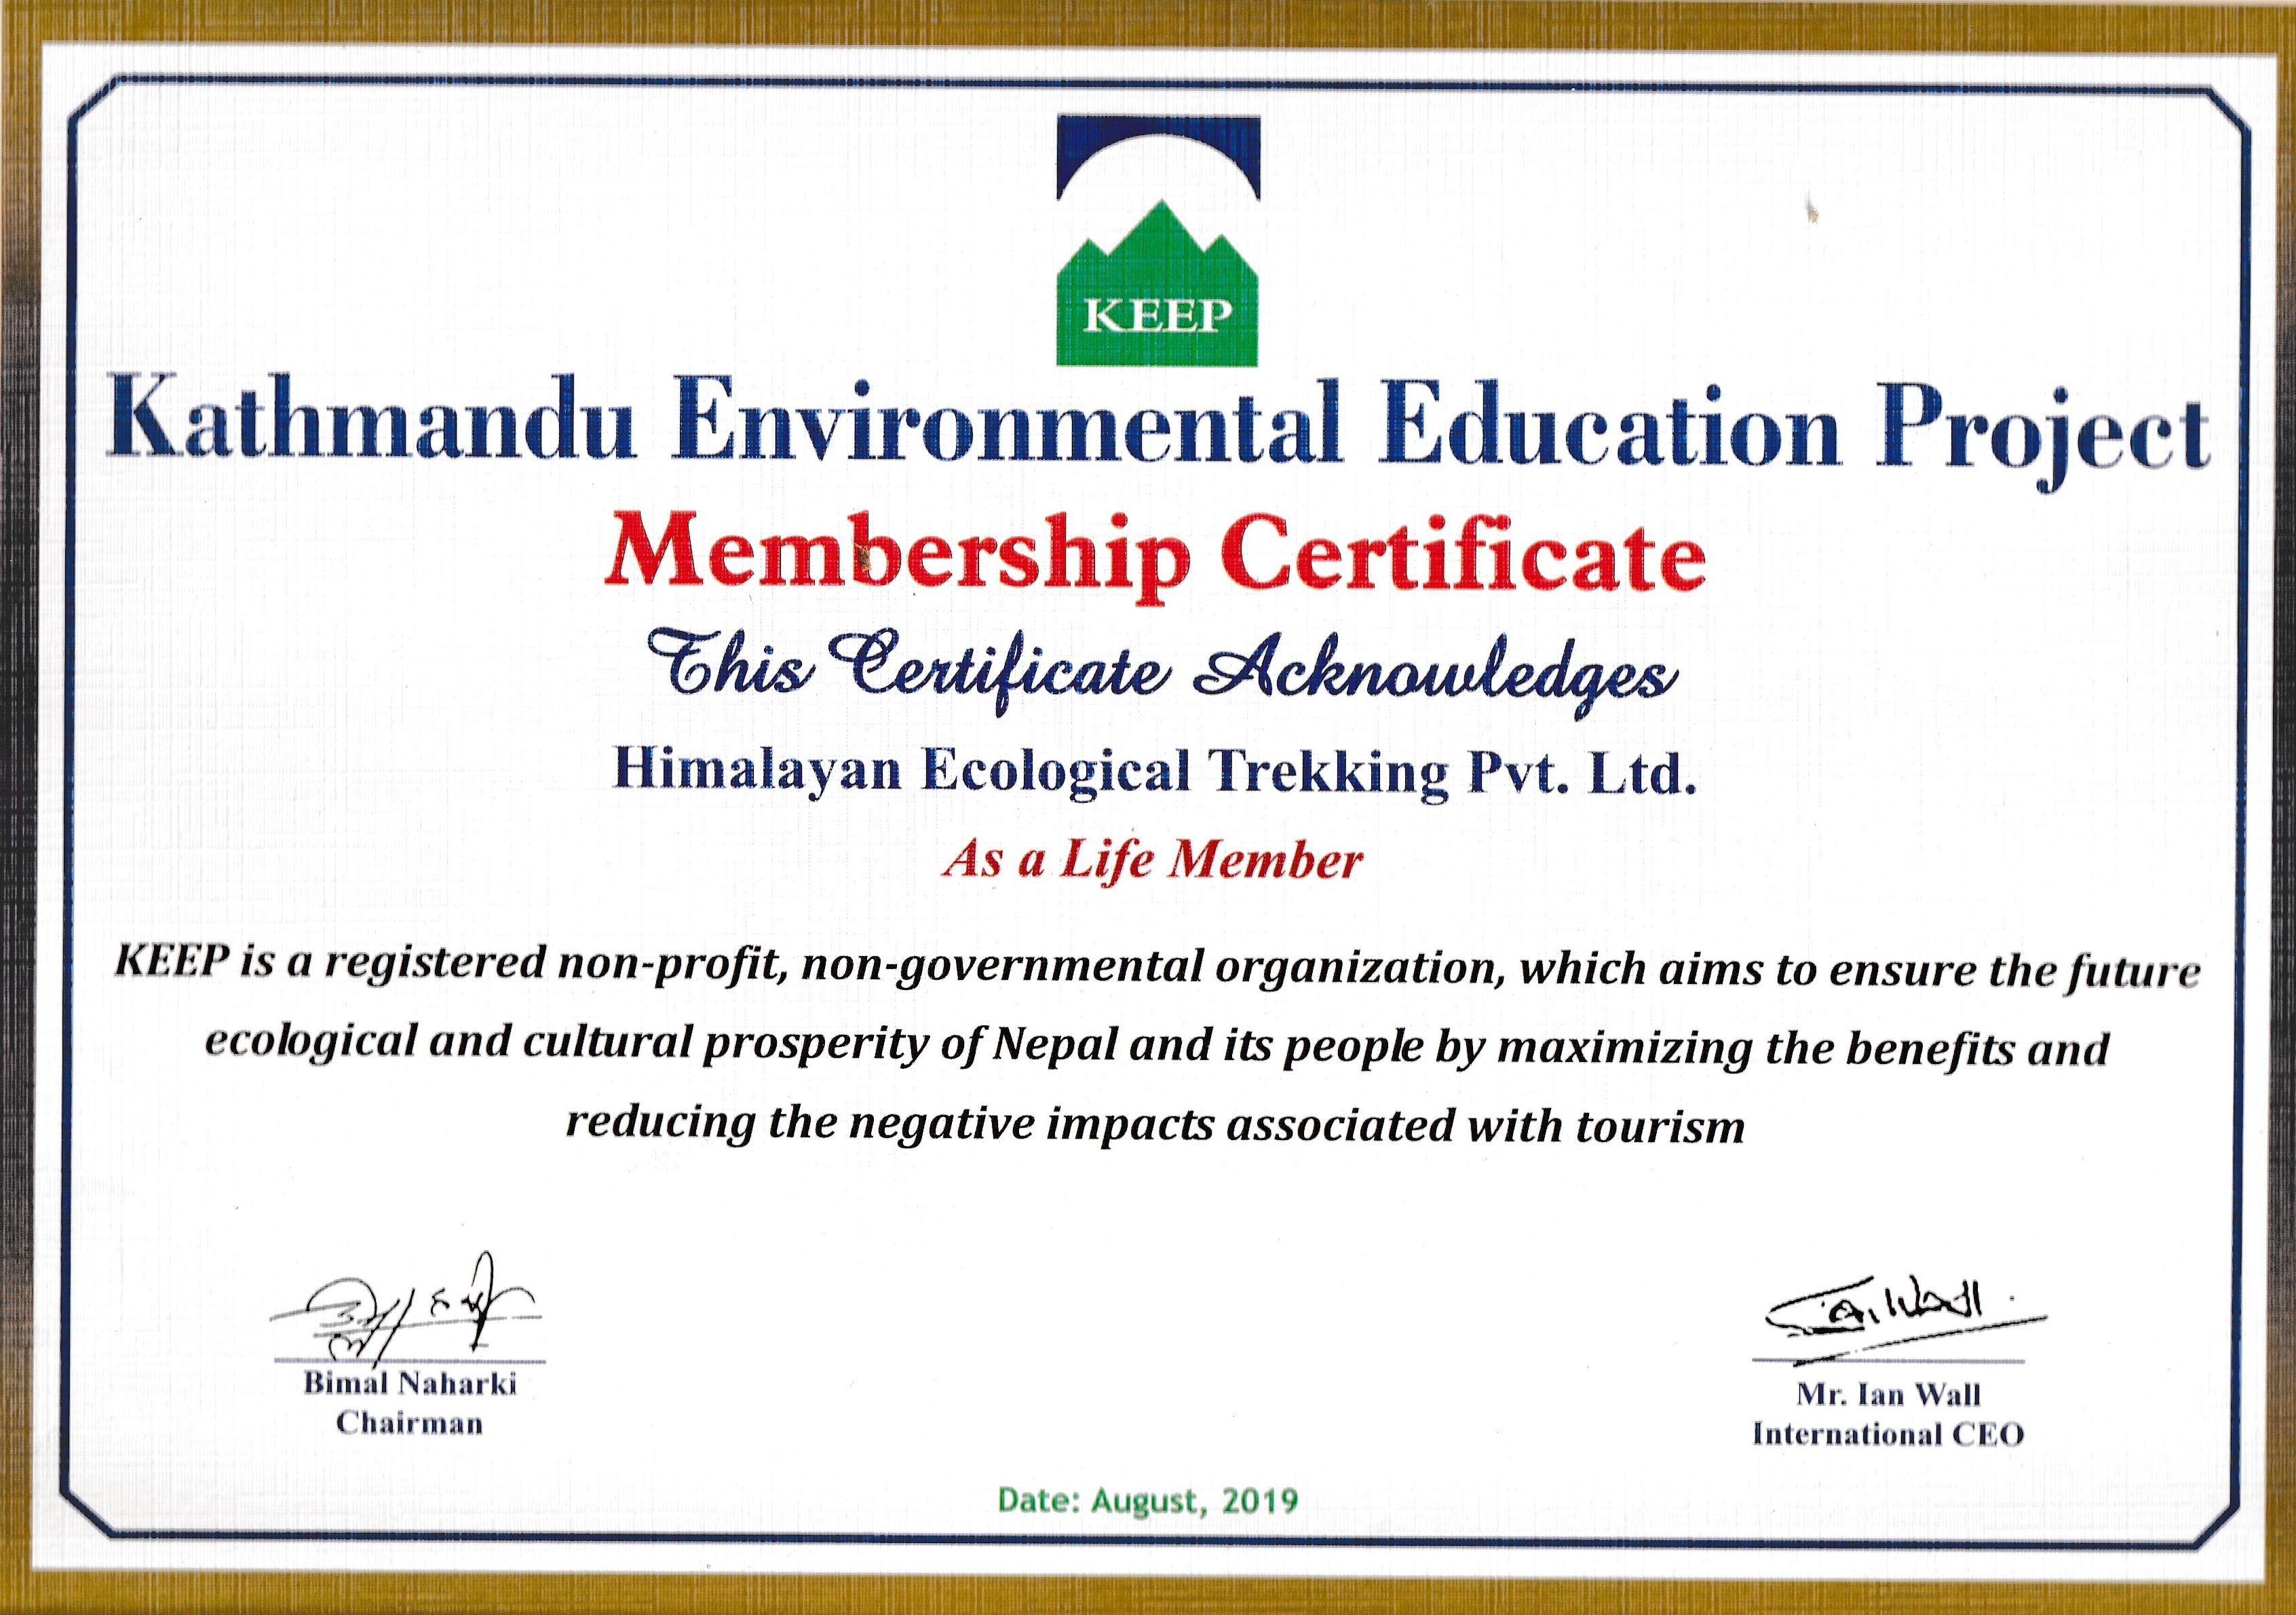 KEEP
Kathmandu Environmental Education Project
Membership Certificate
This Certificate Acknowledges
Himalayan Ecological Trekking Pvt. Ltd.
As a Life Member
KEEP is a registered non-profit, non-governmental organization, which aims to ensure the future
ecological and cultural prosperity of Nepal and its people by maximizing the benefits and
reducing the negative impacts associated with tourism
Bimal Naharki
Chairman
Mr. Ian Wall
International CEO
Date: August, 2019